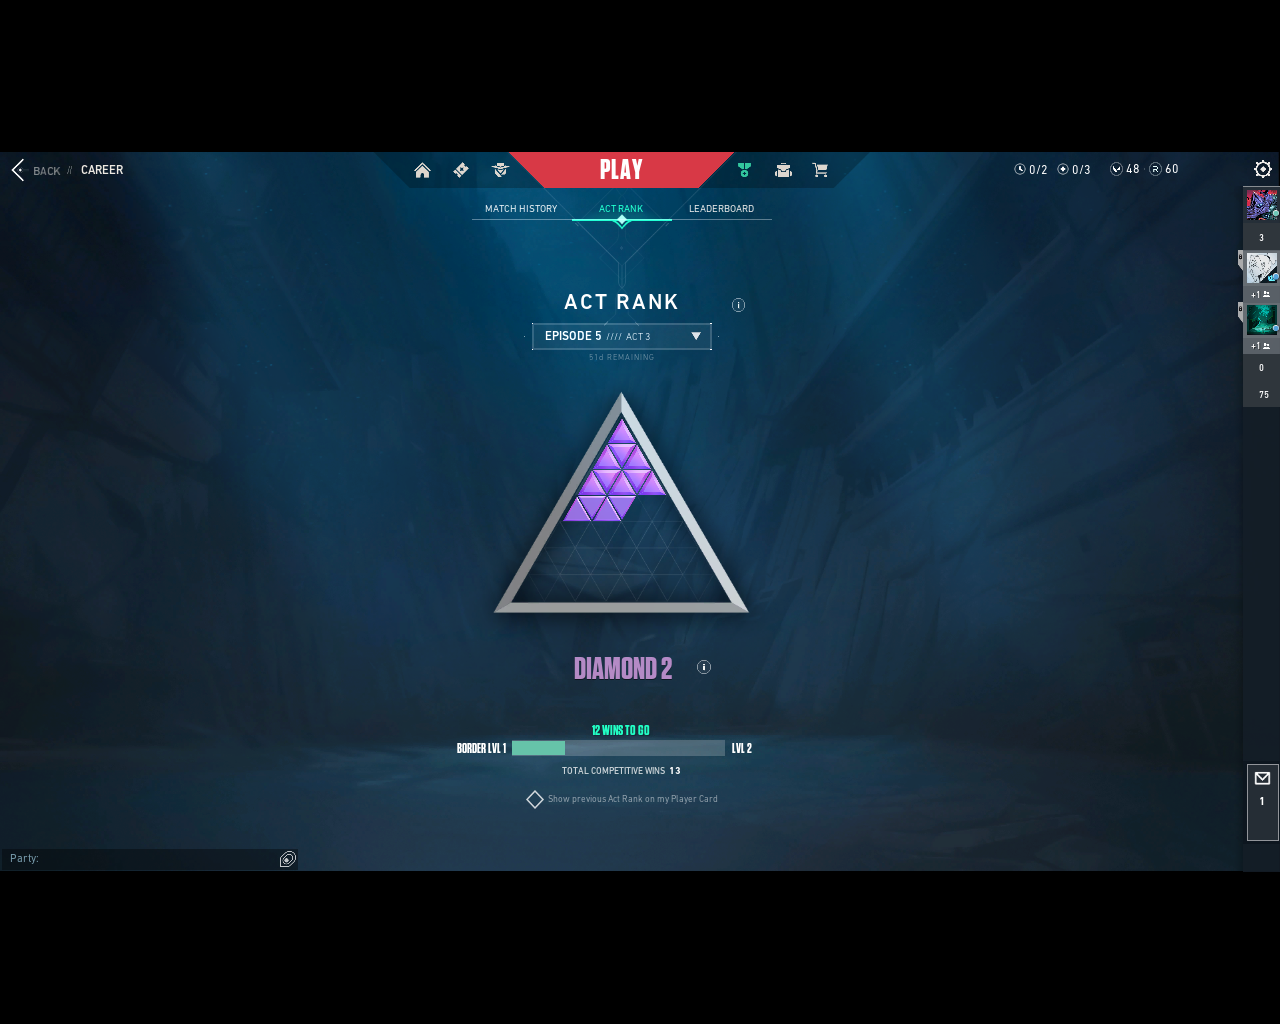 BACK // CAREER
PLAY
0/2 0/3 48 60
MATCH HISTORY ACT RANK LEADERBOARD
3
+1
+1
0
75
ACT RANK
EPISODE 5 //// ACT 3
51d REMAINING
DIAMOND 2
12 WINS TO GO
BORDER LVL 1 LVL 2
TOTAL COMPETITIVE WINS 13
Show previous Act Rank on my Player Card
1
Party: